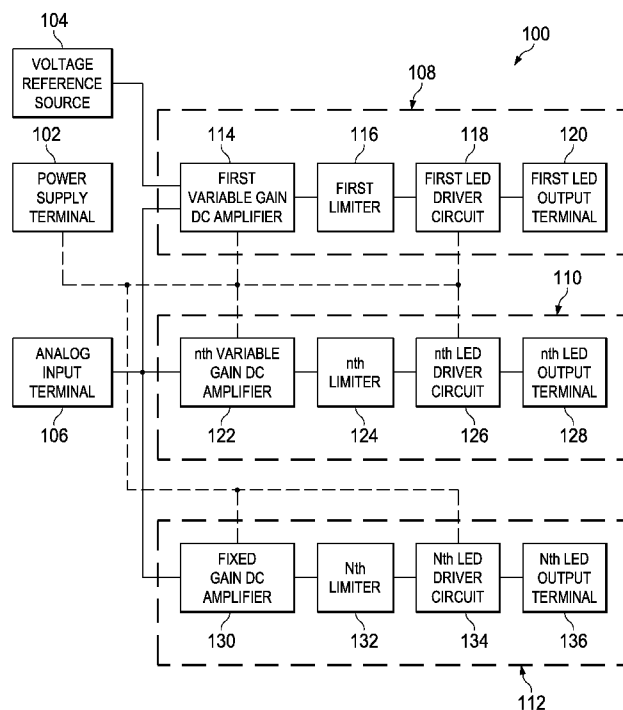 104
VOLTAGE
REFERENCE
SOURCE
100
108
102
POWER
SUPPLY
TERMINAL
114
FIRST
VARIABLE GAIN
DC AMPLIFIER
116
FIRST
LIMITER
118
FIRST LED
DRIVER
CIRCUIT
120
FIRST LED
OUTPUT
TERMINAL
110
ANALOG
INPUT
TERMINAL
106
nth VARIABLE
GAIN DC
AMPLIFIER
122
nth
LIMITER
124
nth LED
DRIVER
CIRCUIT
126
nth LED
OUTPUT
TERMINAL
128
FIXED
GAIN DC
AMPLIFIER
130
Nth
LIMITER
132
Nth LED
DRIVER
CIRCUIT
134
Nth LED
OUTPUT
TERMINAL
136
112